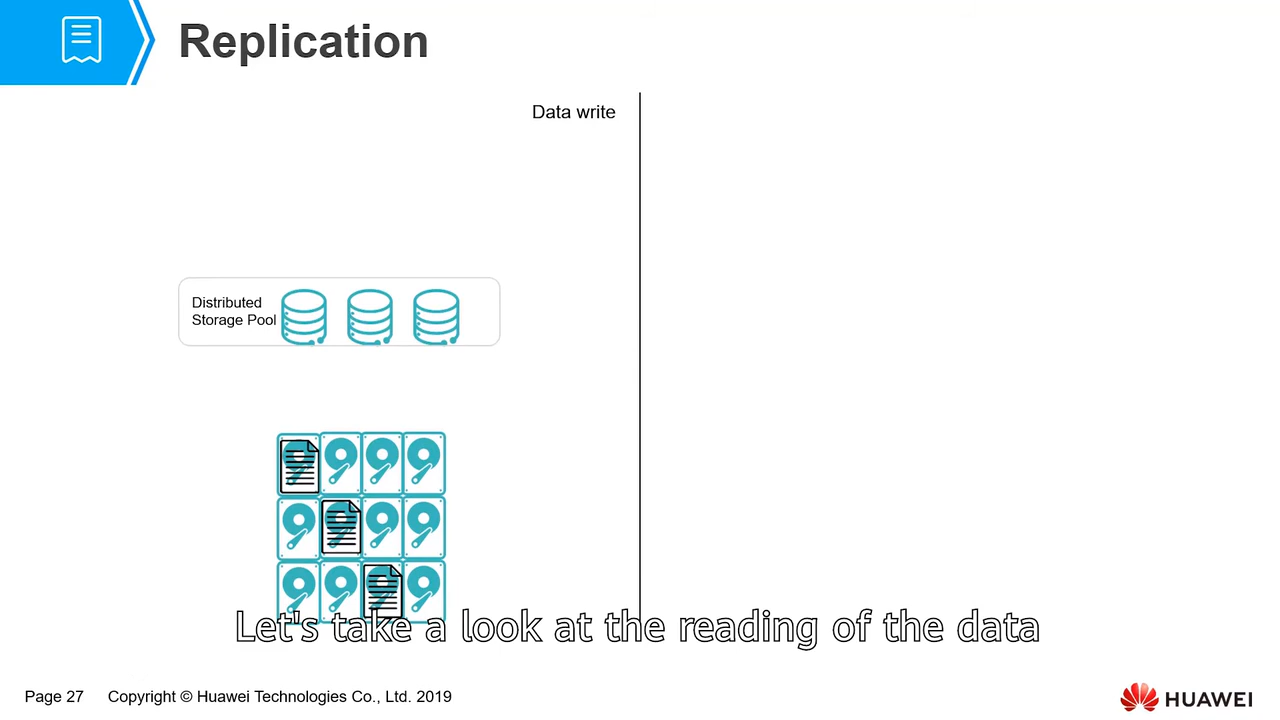 Replication
Data write
Distributed
Storage Pool
Let's take a look at the reading of the data
Page 27 Copyright © Huawei Technologies Co., Ltd. 2019
HUAWEI